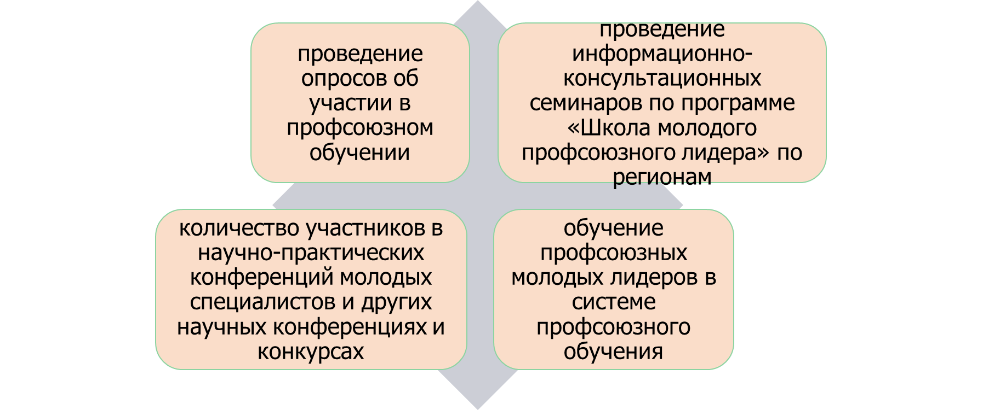 проведение
опросов об
участии в
профсоюзном
обучении
проведение
информационно-
консультационных
семинаров по программе
«Школа молодого
профсоюзного лидера» по
регионам
количество участников в
научно-практических
конференций молодых
специалистов и других
научных конференциях и
конкурсах
обучение
профсоюзных
молодых лидеров в
системе
профсоюзного
обучения